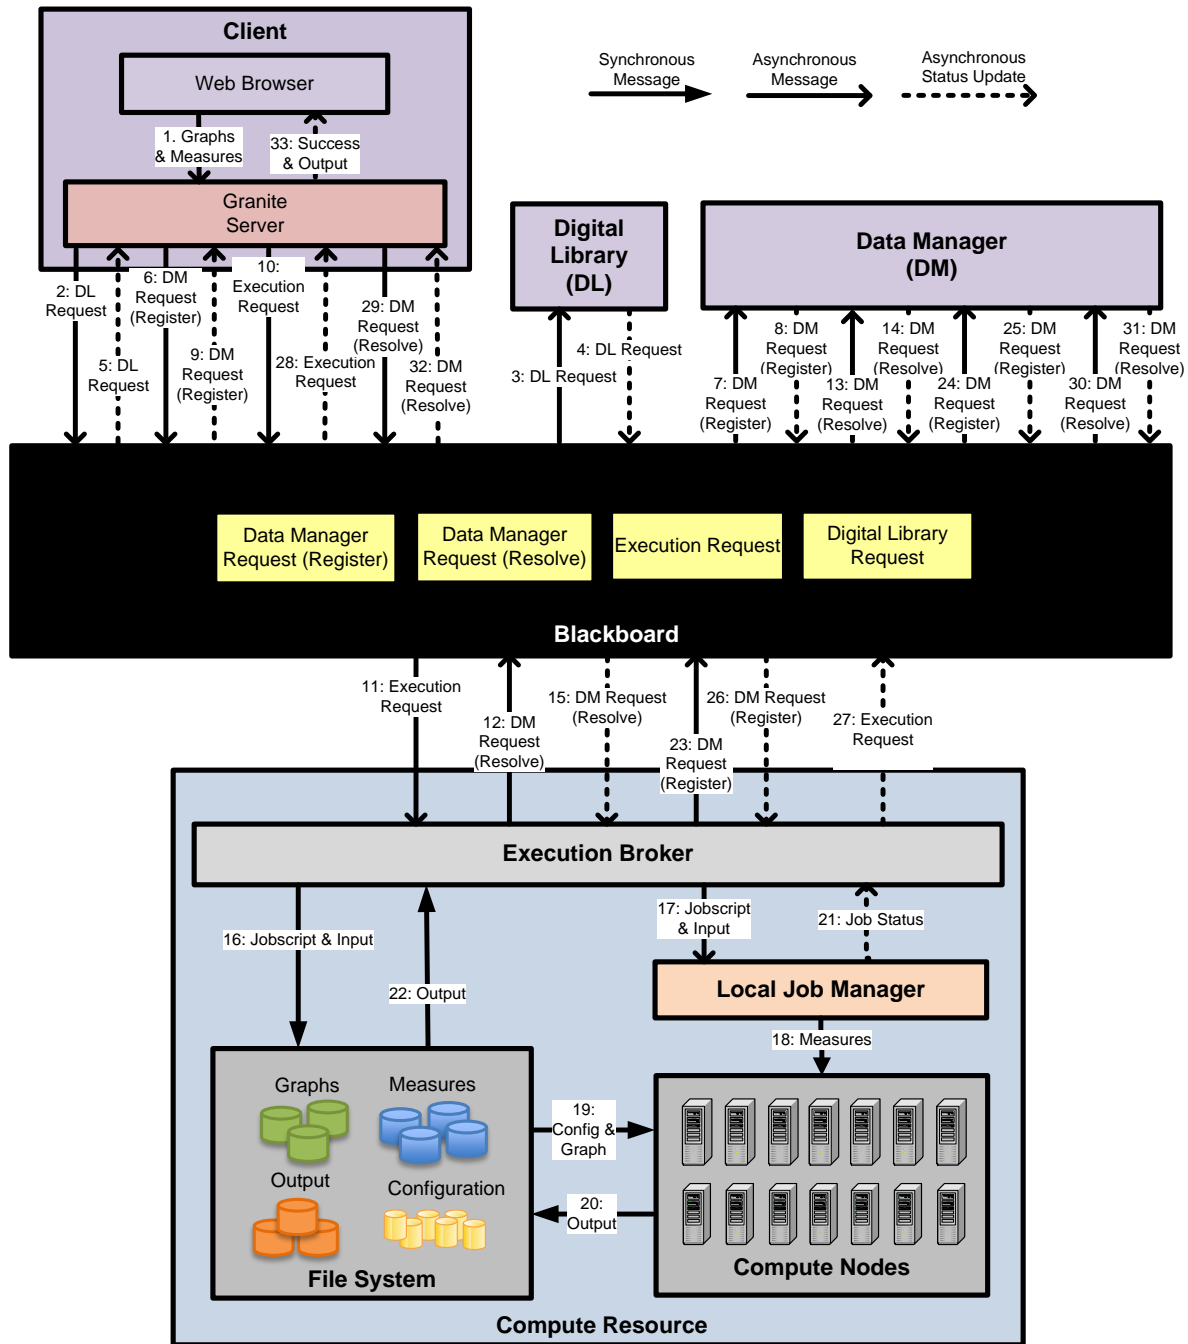 Client
Web Browser
1. Graphs
& Measures
33: Success
& Output
Granite
Server
Synchronous
Message
Asynchronous
Message
Asynchronous
Status Update
Digital
Library
(DL)
Data Manager
(DM)
2: DL
Request
5: DL
Request
6: DM
Request
(Register)
9: DM
Request
(Register)
10:
Execution
Request
28: Execution
Request
29: DM
Request
(Resolve)
32: DM
Request
(Resolve)
3: DL Request
4: DL Request
7: DM
Request
(Register)
8: DM
Request
(Register)
13: DM
Request
(Resolve)
14: DM
Request
(Resolve)
24: DM
Request
(Register)
25: DM
Request
(Register)
30: DM
Request
(Resolve)
31: DM
Request
(Resolve)
Data Manager
Request (Register)
Data Manager
Request (Resolve)
Execution Request
Digital Library
Request
Blackboard
11: Execution
Request
12: DM
Request
(Resolve)
15: DM Request
(Resolve)
23: DM
Request
(Register)
26: DM Request
(Register)
27: Execution
Request
Execution Broker
16: Jobscript & Input
22: Output
17: Jobscript
& Input
21: Job Status
Local Job Manager
18: Measures
Graphs
Measures
Output
Configuration
File System
19:
Config &
Graph
20:
Output
Compute Nodes
Compute Resource